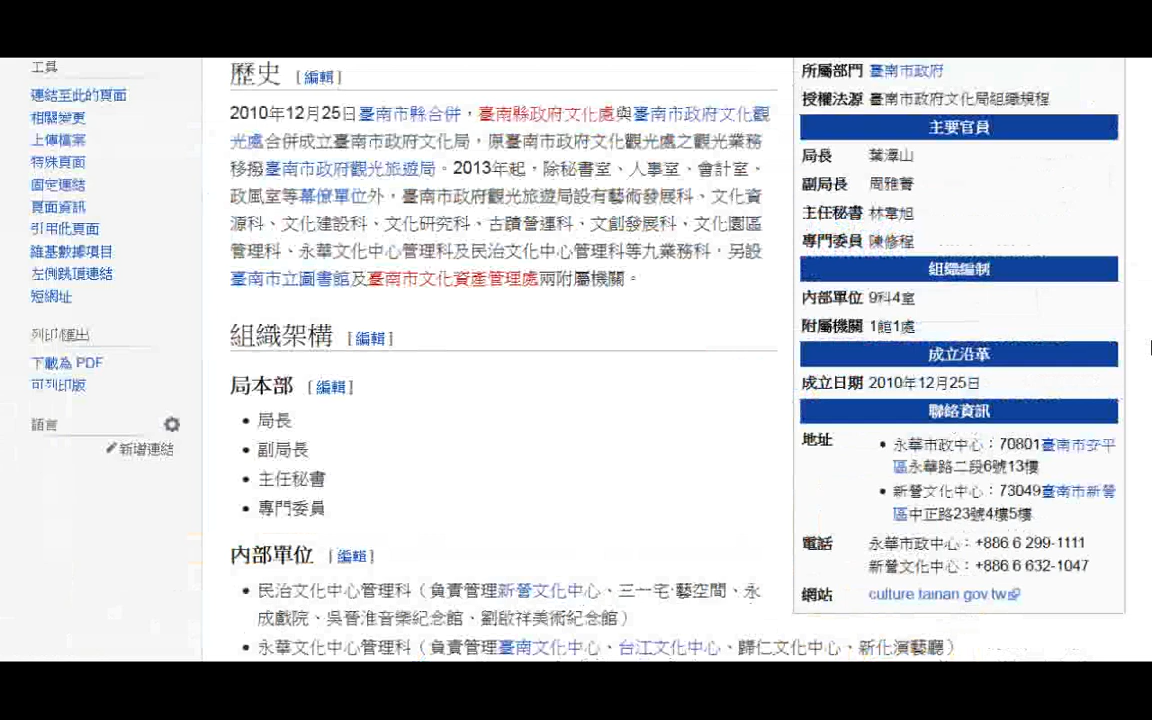 工具
連結至此的頁面
相關變更
上傳檔案
特殊頁面
固定連結
頁面資訊
引用此頁面
維基數據項目
左側跳頂連結
短網址
列印/匯出
下載為 PDF
可列印版
語言
新增連結
歷史 [編輯]
2010年12月25日臺南市縣合併，臺南縣政府文化處與臺南市政府文化觀
光處合併成立臺南市政府文化局，原臺南市政府文化觀光處之觀光業務
移撥臺南市政府觀光旅遊局。2013年起，除秘書室、人事室、會計室、
政風室等幕僚單位外，臺南市政府觀光旅遊局設有藝術發展科、文化資
源科、文化建設科、文化研究科、古蹟營運科、文創發展科、文化園區
管理科、永華文化中心管理科及民治文化中心管理科等九業務科，另設
臺南市立圖書館及臺南市文化資產管理處兩附屬機關。
組織架構 [編輯]
局本部 [編輯]
局長
副局長
主任秘書
專門委員
內部單位 [編輯]
民治文化中心管理科（負責管理新營文化中心、三一宅·藝空間、永
成戲院、吳晉淮音樂紀念館、劉啟祥美術紀念館）
永華文化中心管理科（負責管理臺南文化中心、台江文化中心、歸仁文化中心、新化演藝廳）
所屬部門 臺南市政府
授權法源 臺南市政府文化局組織規程
主要官員
局長 葉澤山
副局長 周雅菁
主任秘書 林韋旭
專門委員 陳修程
組織編制
內部單位 9科4室
附屬機關 1館1處
成立沿革
成立日期 2010年12月25日
聯絡資訊
地址 永華市政中心：70801臺南市安平
區永華路二段6號13樓
新營文化中心：73049臺南市新營
區中正路23號4樓5樓
電話 永華市政中心：+886 6 299-1111
新營文化中心：+886 6 632-1047
網站 culture.tainan.gov.tw